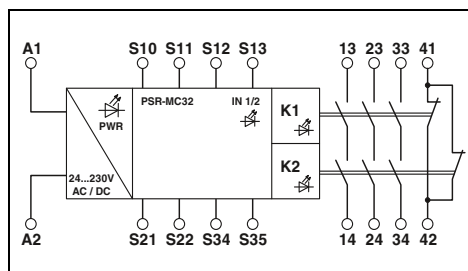 A1 S10 S11 S12 S13 13 23 33 41
PSR-MC32 IN 1/2 K1
PWR
K2
24...230V
AC / DC
A2 S21 S22 S34 S35 14 24 34 42